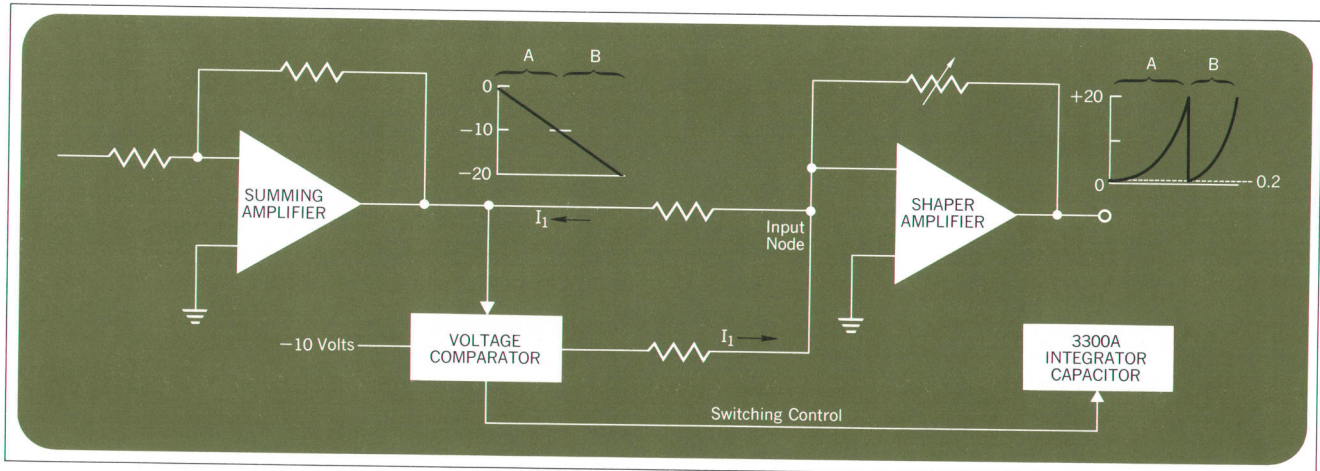 A B
0
−10
−20
SUMMING
AMPLIFIER
I1
−10 Volts
VOLTAGE
COMPARATOR
I1
Input
Node
SHAPER
AMPLIFIER
A B
+20
0
0.2
3300A
INTEGRATOR
CAPACITOR
Switching Control